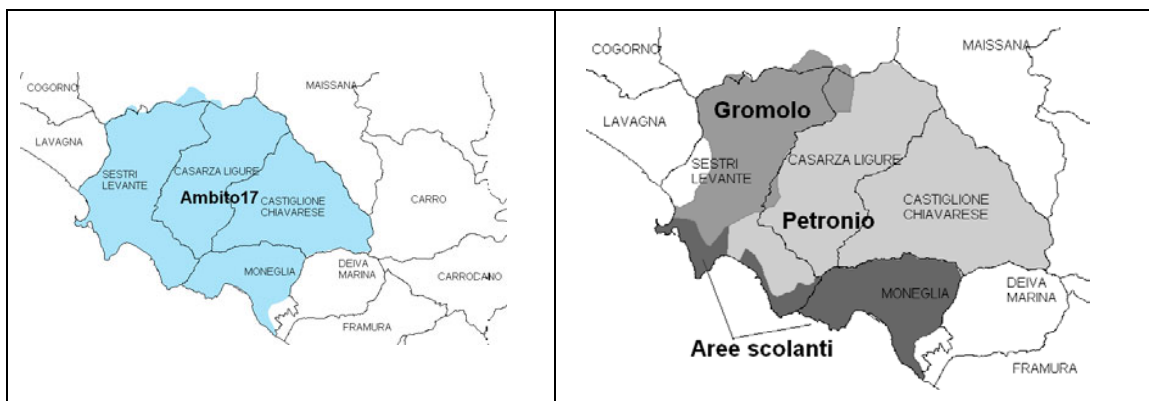 COGORNO
MAISSANA
LAVAGNA
SESTRI
LEVANTE
CASARZA LIGURE
Ambito17
CASTIGLIONE
CHIAVARESE
CARRO
MONEGLIA
DEIVA
MARINA
CARRODANO
FRAMURA
COGORNO
MAISSANA
Gromolo
LAVAGNA
SESTRI
LEVANTE
CASARZA LIGURE
CASTIGLIONE
CHIAVARESE
Petronio
MONEGLIA
DEIVA
MARINA
Aree scolanti
FRAMURA